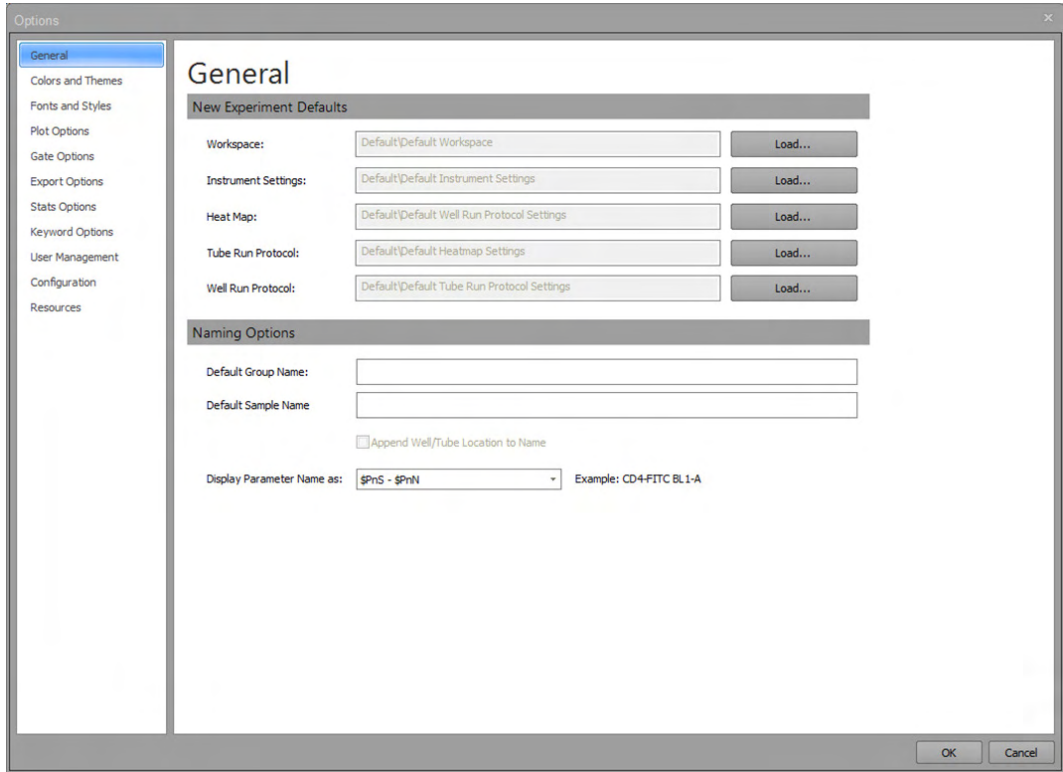 Options
General
Colors and Themes
Fonts and Styles
Plot Options
Gate Options
Export Options
Stats Options
Keyword Options
User Management
Configuration
Resources
General
New Experiment Defaults
Workspace: Default\Default Workspace Load...
Instrument Settings: Default\Default Instrument Settings Load...
Heat Map: Default\Default Well Run Protocol Settings Load...
Tube Run Protocol: Default\Default Heatmap Settings Load...
Well Run Protocol: Default\Default Tube Run Protocol Settings Load...
Naming Options
Default Group Name:
Default Sample Name
Append Well/Tube Location to Name
Display Parameter Name as: $PnS - $PnN Example: CD4-FITC BL1-A
OK Cancel